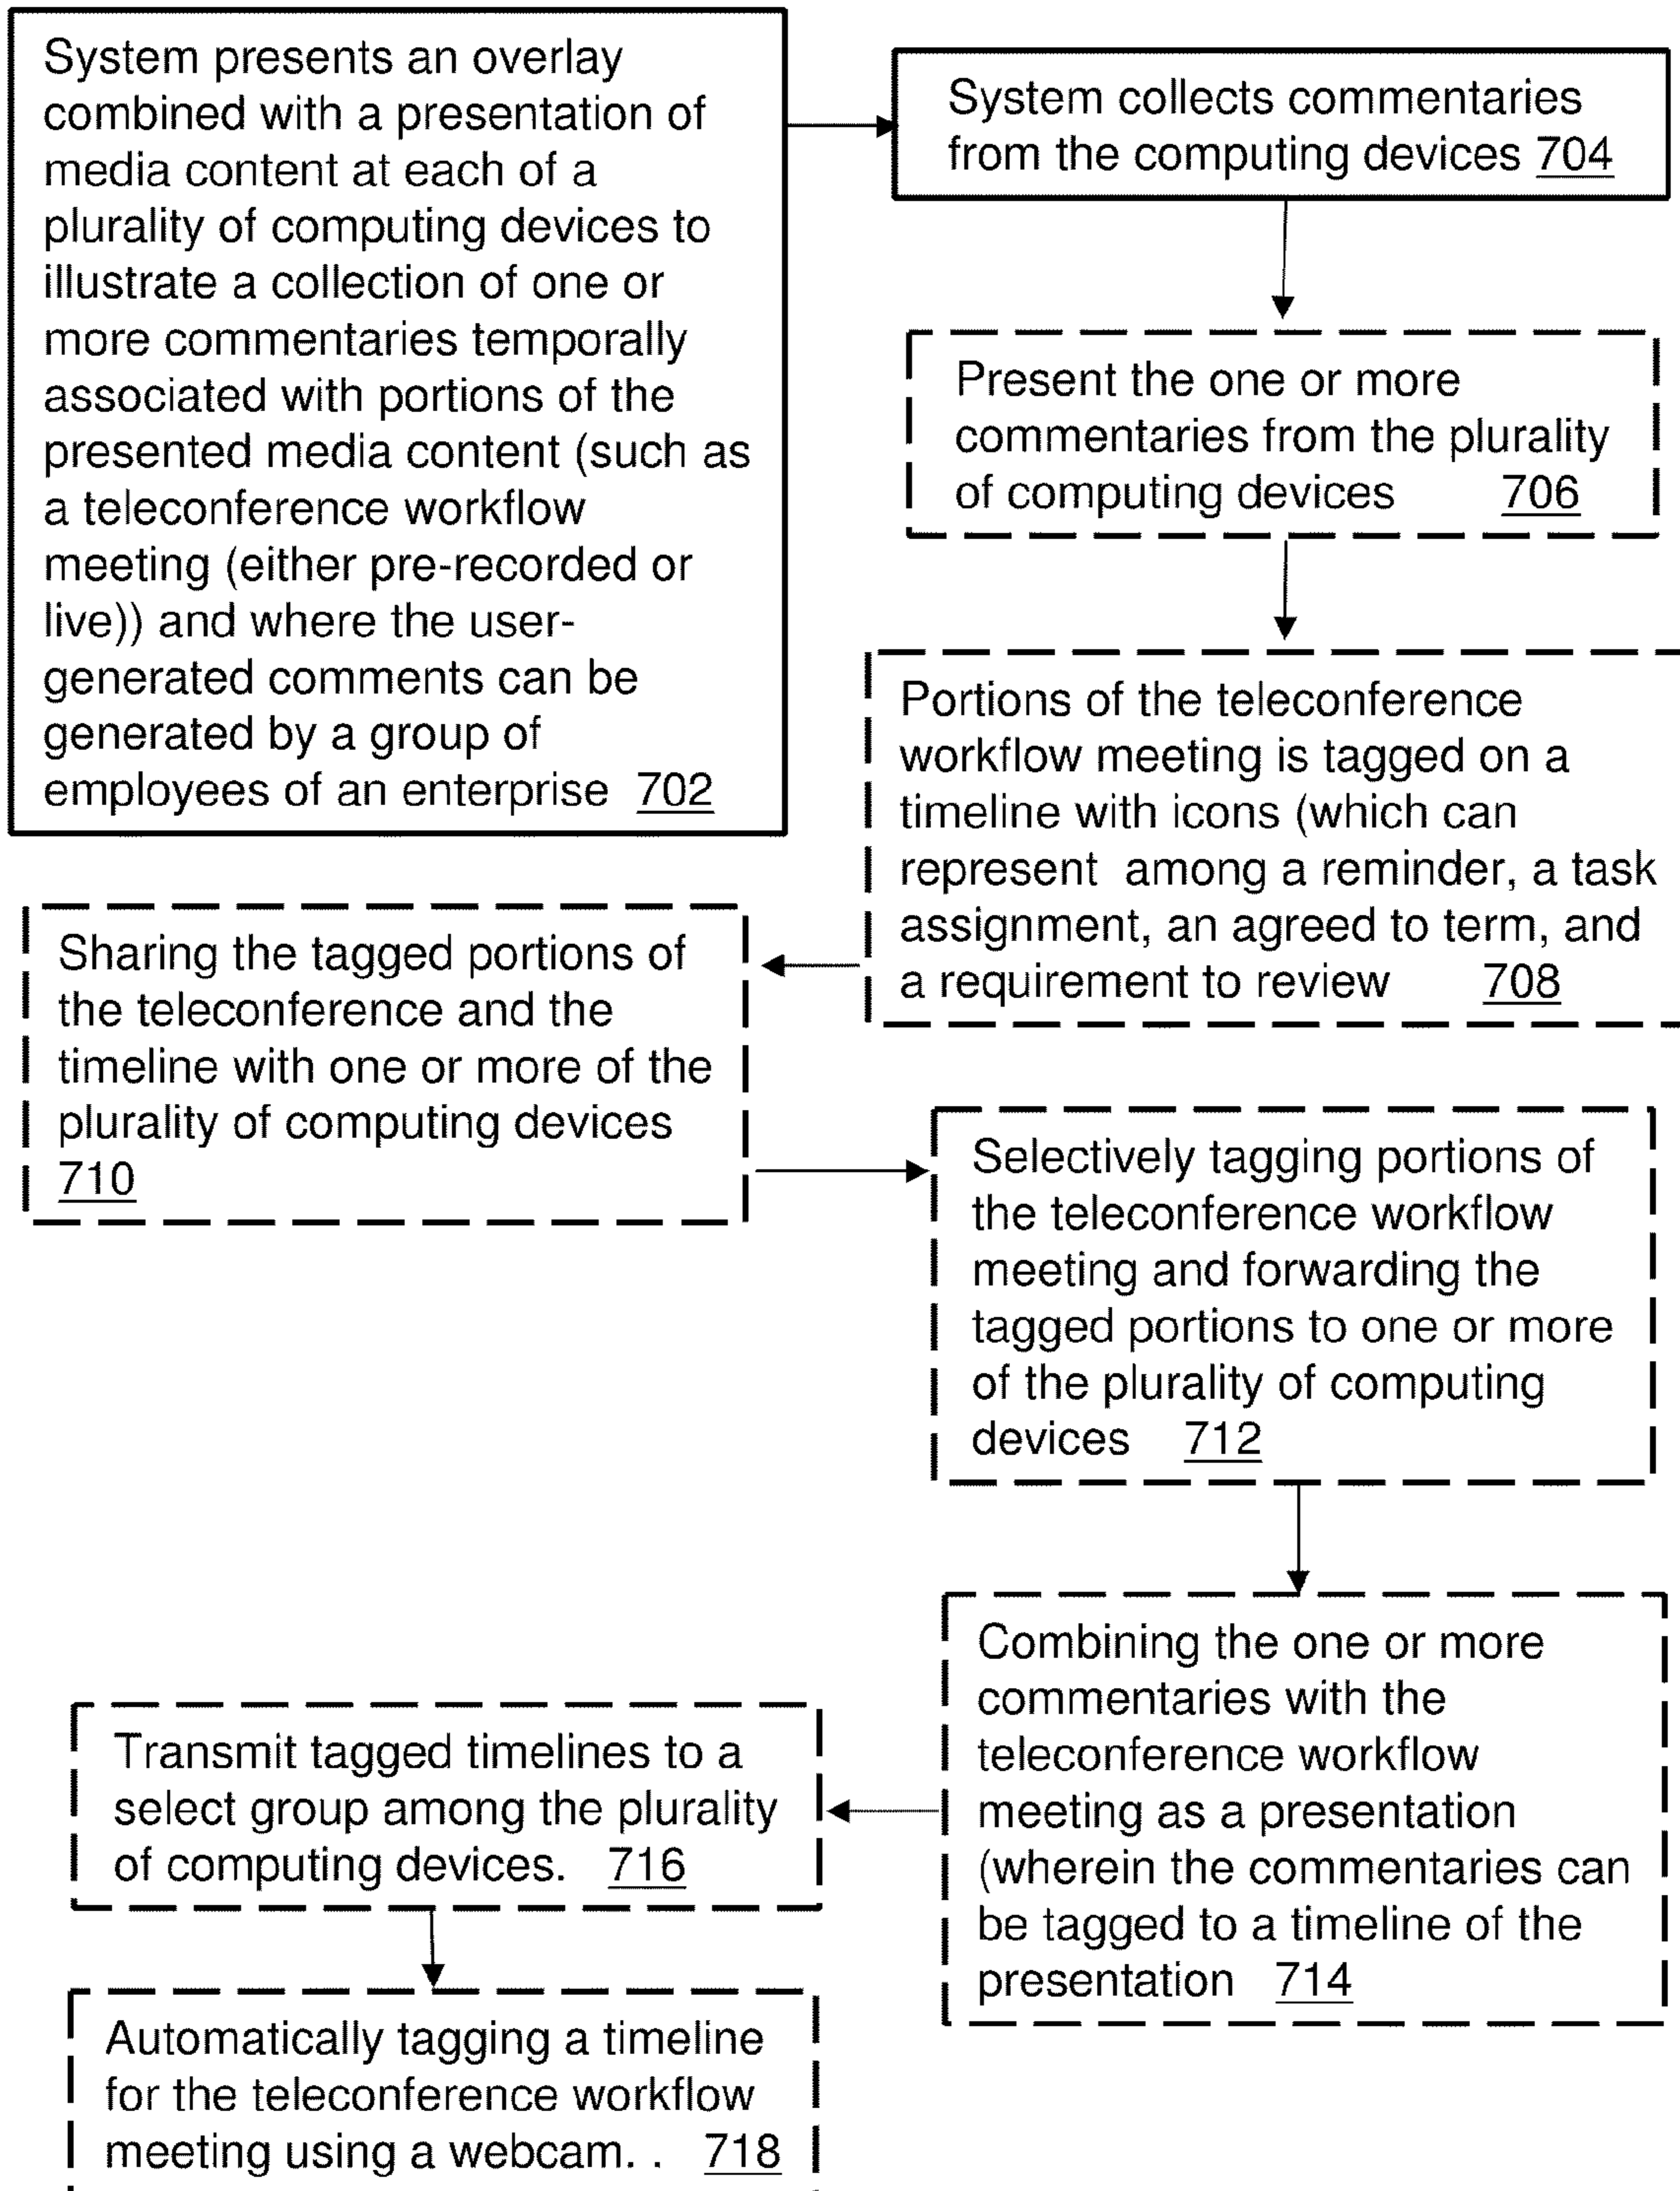 System presents an overlay
combined with a presentation of
media content at each of a
plurality of computing devices to
illustrate a collection of one or
more commentaries temporally
associated with portions of the
presented media content (such as
a teleconference workflow
meeting (either pre-recorded or
live)) and where the user-
generated comments can be
generated by a group of
employees of an enterprise 702
System collects commentaries
from the computing devices 704
Present the one or more
commentaries from the plurality
of computing devices 706
Portions of the teleconference
workflow meeting is tagged on a
timeline with icons (which can
represent among a reminder, a task
assignment, an agreed to term, and
a requirement to review 708
Sharing the tagged portions of
the teleconference and the
timeline with one or more of the
plurality of computing devices
710
Selectively tagging portions of
the teleconference workflow
meeting and forwarding the
tagged portions to one or more
of the plurality of computing
devices 712
Combining the one or more
commentaries with the
teleconference workflow
meeting as a presentation
(wherein the commentaries can
be tagged to a timeline of the
presentation 714
Transmit tagged timelines to a
select group among the plurality
of computing devices. 716
Automatically tagging a timeline
for the teleconference workflow
meeting using a webcam. . 718